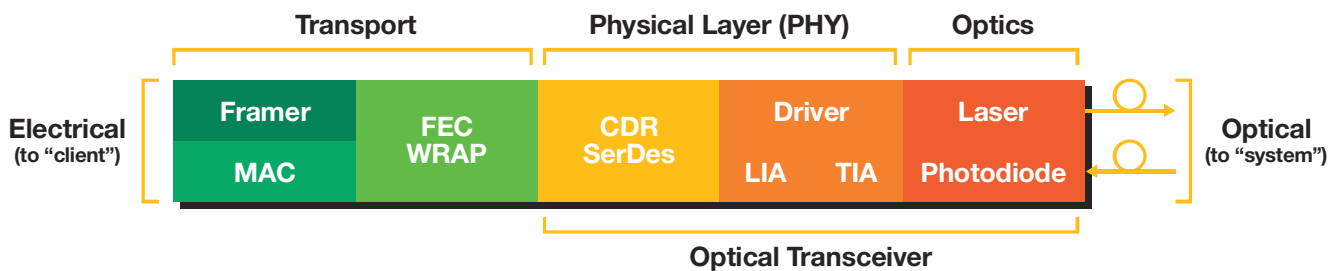 Transport
Physical Layer (PHY)
Optics
Electrical
(to “client”)
Framer
MAC
FEC
WRAP
CDR
SerDes
Driver
LIA TIA
Laser
Photodiode
Optical
(to “system”)
Optical Transceiver